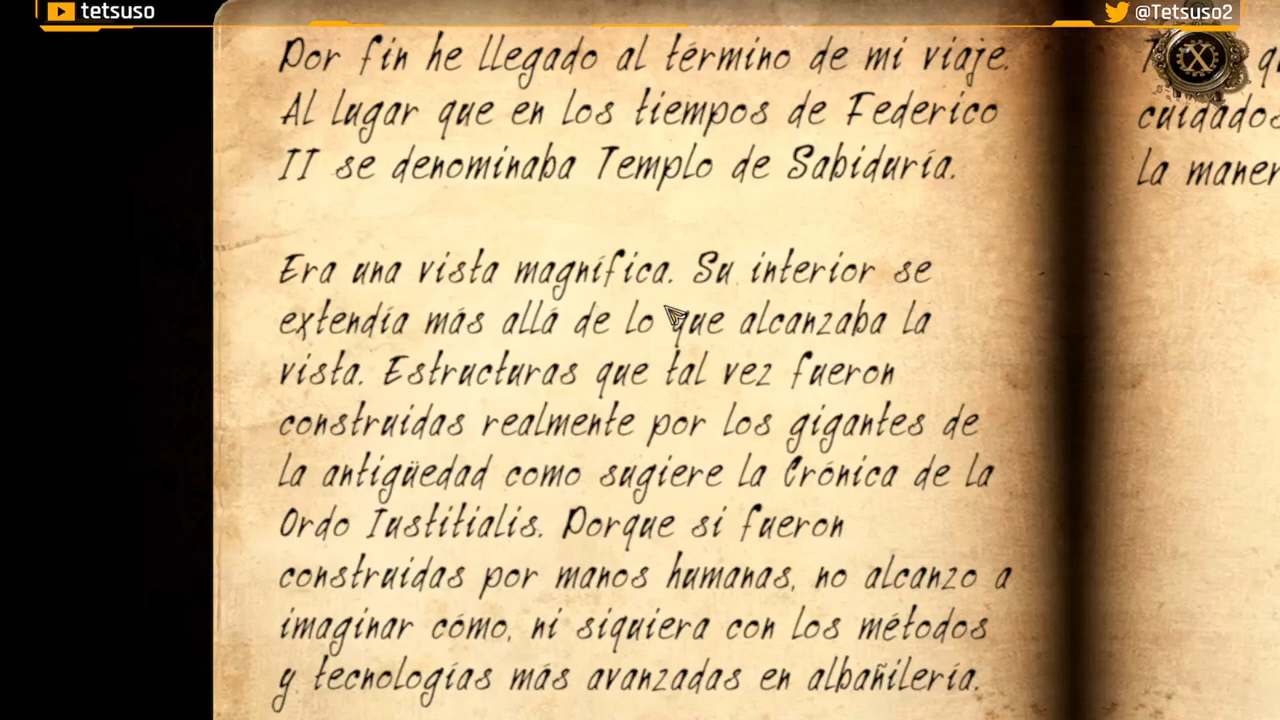 tetsuso
@Tetsuso2
Por fin he llegado al término de mi viaje.
Al lugar que en los tiempos de Federico
II se denominaba Templo de Sabiduría.
Era una vista magnífica. Su interior se
extendía más allá de lo que alcanzaba la
vista. Estructuras que tal vez fueron
construidas realmente por los gigantes de
la antigüedad como sugiere la Crónica de la
Ordo Iustitialis. Porque si fueron
construidas por manos humanas, no alcanzo a
imaginar cómo, ni siquiera con los métodos
y tecnologías más avanzadas en albañilería.
cuidados
La maner